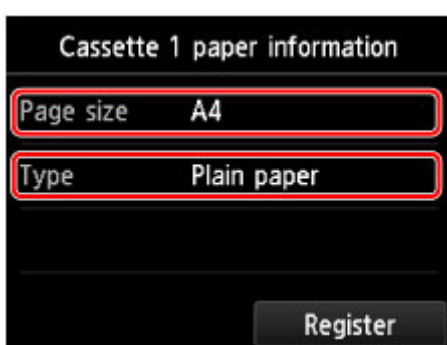 Cassette 1 paper information
Page size A4
Type Plain paper
Register